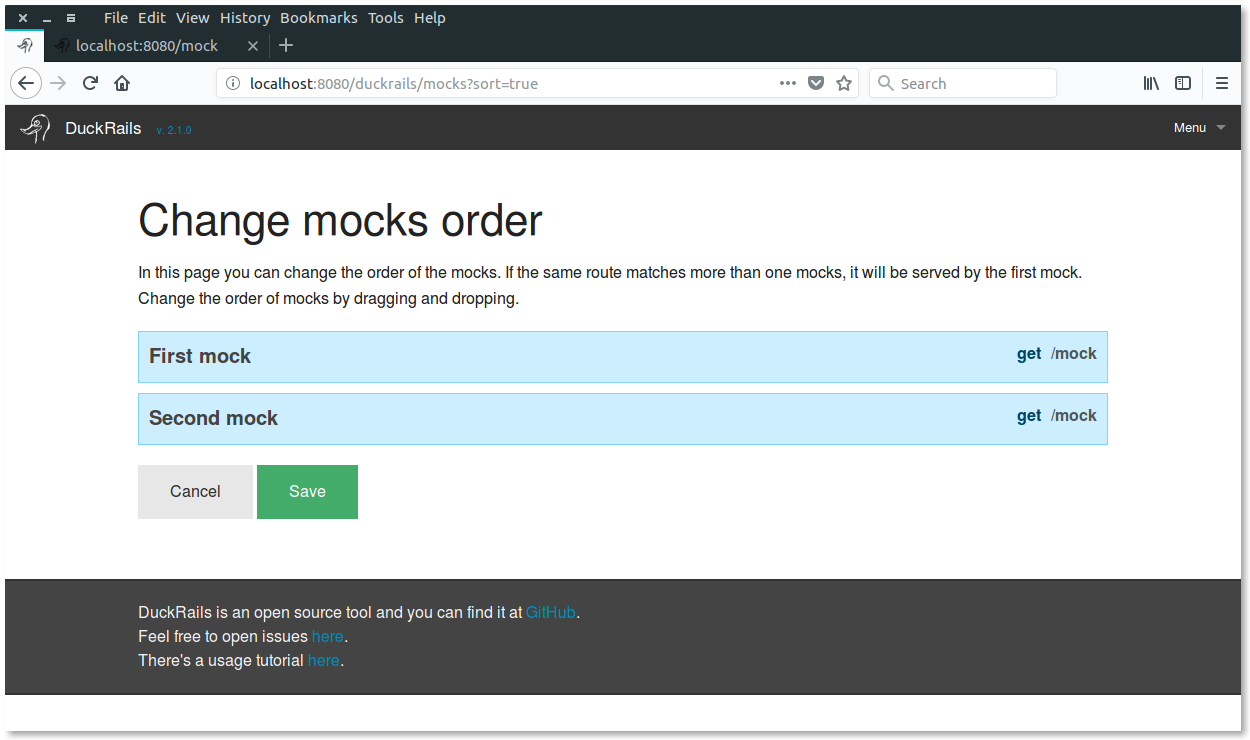 File Edit View History Bookmarks Tools Help
localhost:8080/mock
localhost:8080/duckrails/mocks?sort=true
Search
DuckRails v. 2.1.0
Menu
Change mocks order
In this page you can change the order of the mocks. If the same route matches more than one mocks, it will be served by the first mock.
Change the order of mocks by dragging and dropping.
First mock get /mock
Second mock get /mock
Cancel Save
DuckRails is an open source tool and you can find it at GitHub.
Feel free to open issues here.
There's a usage tutorial here.